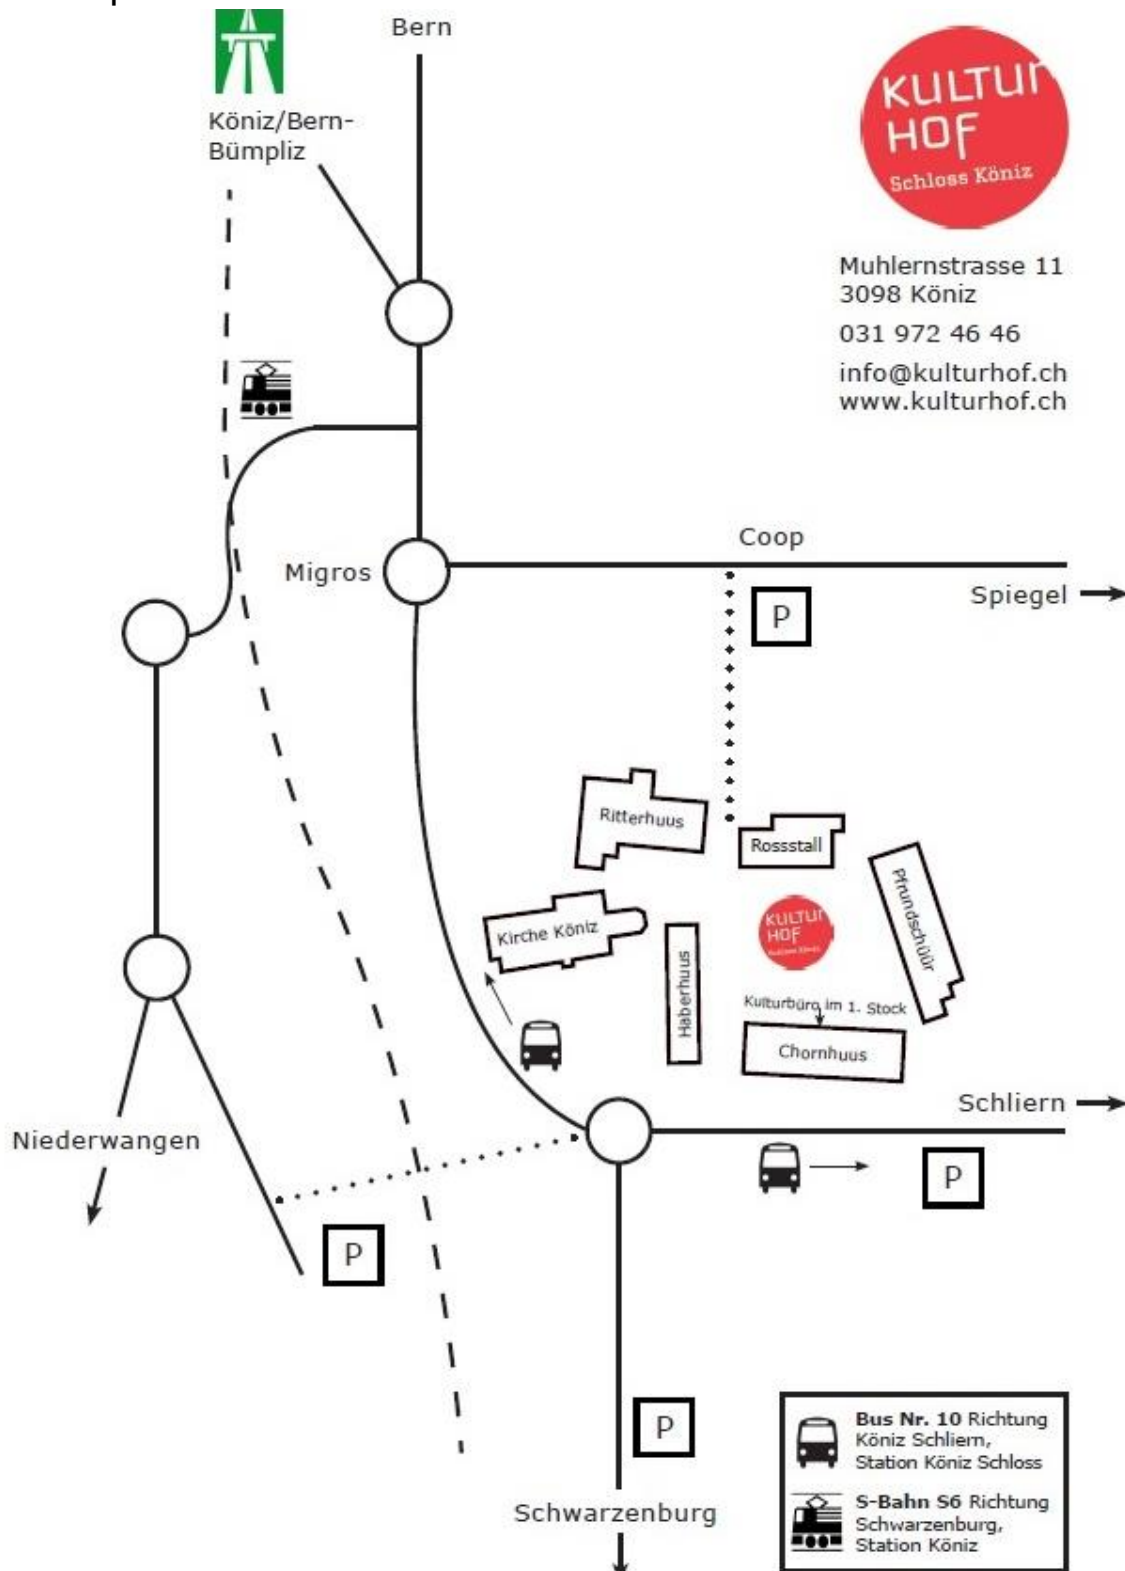 Bern
Köniz/Bern-
Bümpliz
KULTUr
HOF
Schloss Köniz
Muhlernstrasse 11
3098 Köniz
031 972 46 46
info@kulturhof.ch
www.kulturhof.ch
Coop
Migros
Spiegel
P
Ritterhuus
Rossstall
Pfrundschüür
Kirche Köniz
KULTUr
HOF
Schloss Köniz
Haberhuus
Kulturbüro im 1. Stock
Chornhuus
Schliern
Niederwangen
P
P
P
Bus Nr. 10 Richtung
Köniz Schliern,
Station Köniz Schloss
S-Bahn S6 Richtung
Schwarzenburg,
Station Köniz
Schwarzenburg